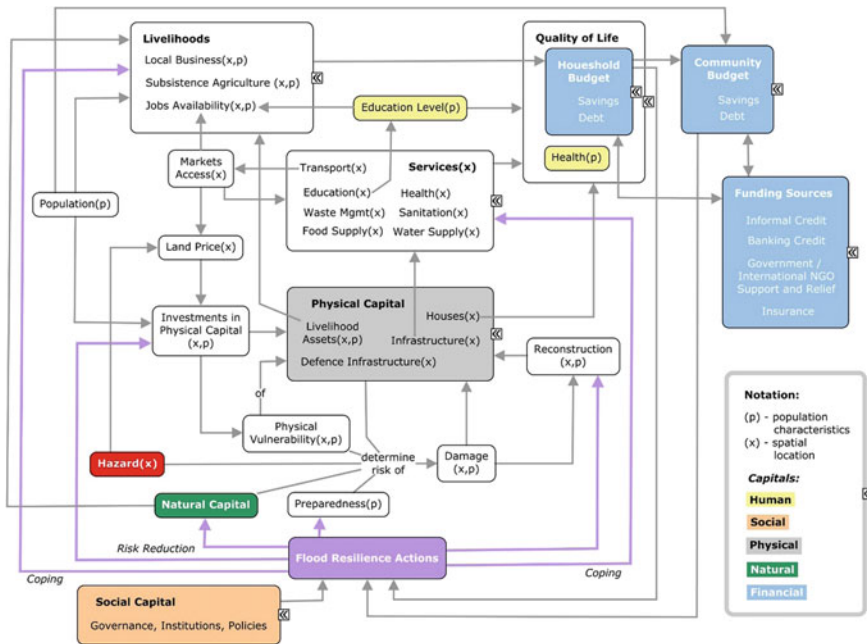 Livelihoods
Local Business(x,p)
Subsistence Agriculture (x,p)
Jobs Availability(x,p)
Education Level(p)
Quality of Life
Houeshold
Budget
Savings
Debt
Health(p)
Community
Budget
Savings
Debt
Markets
Access(x)
Services(x)
Transport(x)
Education(x)
Health(x)
Waste Mgmt(x)
Sanitation(x)
Food Supply(x)
Water Supply(x)
Population(p)
Funding Sources
Informal Credit
Banking Credit
Government /
International NGO
Support and Relief
Insurance
Land Price(x)
Investments in
Physical Capital
(x,p)
Physical Capital
Houses(x)
Livelihood
Assets(x,p)
Infrastructure(x)
Defence Infrastructure(x)
Reconstruction
(x,p)
of
Physical
Vulnerability(x,p)
Hazard(x)
determine
risk of
Damage
(x,p)
Natural Capital
Preparedness(p)
Risk Reduction
Flood Resilience Actions
Coping
Coping
Social Capital
Governance, Institutions, Policies
Notation:
(p) - population
characteristics
(x) - spatial
location
Capitals:
Human
Social
Physical
Natural
Financial